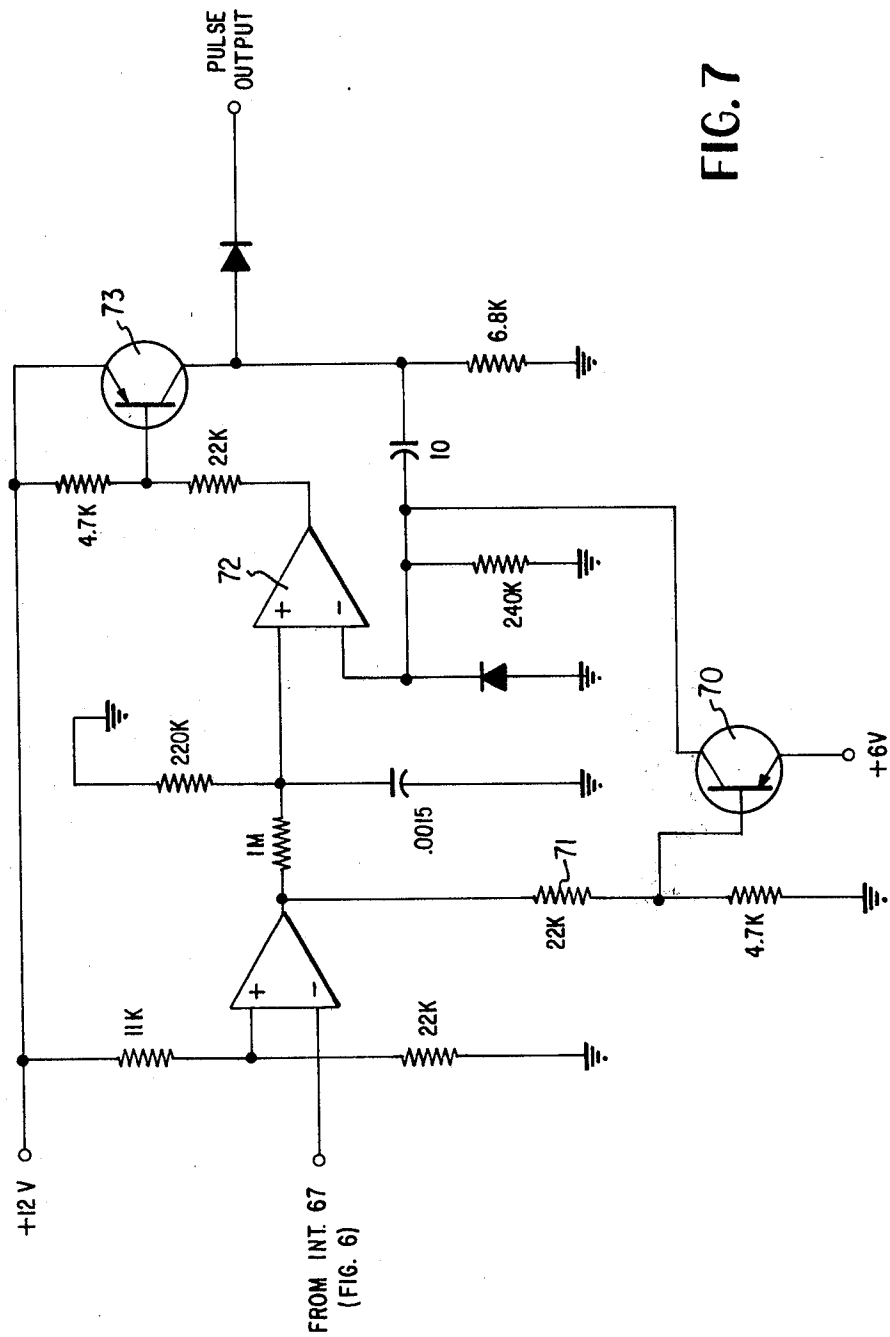 +12 V
FROM INT. 67
(FIG. 6)
11K
22K
+
-
1M
220K
.0015
22K
71
4.7K
70
+6V
72
+
-
4.7K
22K
240K
10
73
6.8K
PULSE
OUTPUT
FIG. 7